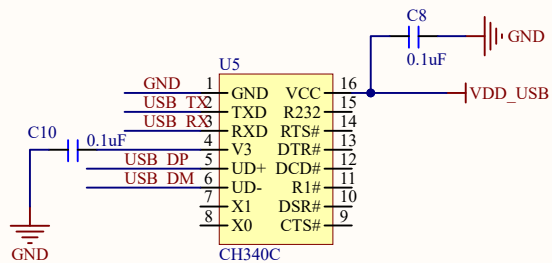 C8
GND
0.1uF
U5
GND 1 GND VCC 16 VDD_USB
USB_TX 2 TXD R232 15
USB_RX 3 RXD RTS# 14
C10 0.1uF 4 V3 DTR# 13
USB_DP 5 UD+ DCD# 12
USB_DM 6 UD- R1# 11
7 X1 DSR# 10
8 X0 CTS# 9
GND
CH340C